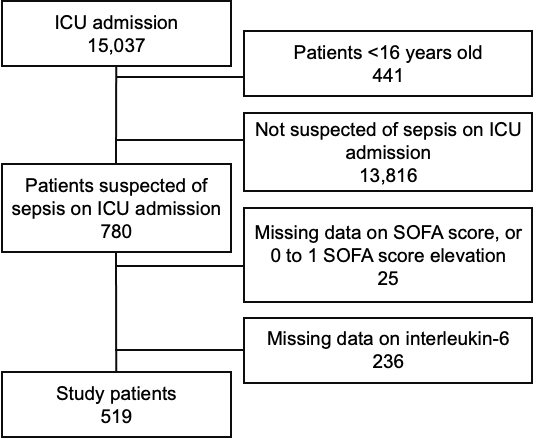 ICU admission
15,037
Patients <16 years old
441
Not suspected of sepsis on ICU
admission
13,816
Patients suspected of
sepsis on ICU admission
780
Missing data on SOFA score, or
0 to 1 SOFA score elevation
25
Missing data on interleukin-6
236
Study patients
519